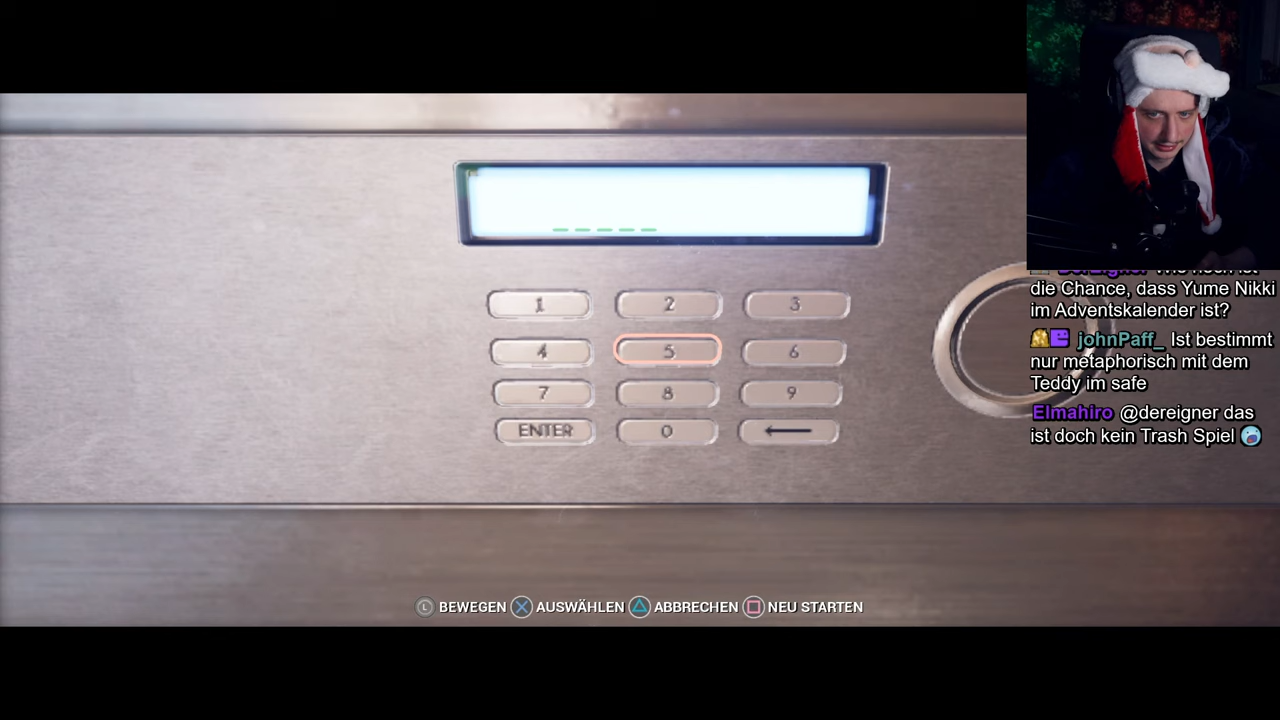 1 2 3
4 5 6
7 8 9
ENTER 0
die Chance, dass Yume Nikki
im Adventskalender ist?
johnPaff_ Ist bestimmt
nur metaphorisch mit dem
Teddy im safe
Elmahiro @dereigner das
ist doch kein Trash Spiel
L BEWEGEN AUSWÄHLEN ABBRECHEN NEU STARTEN